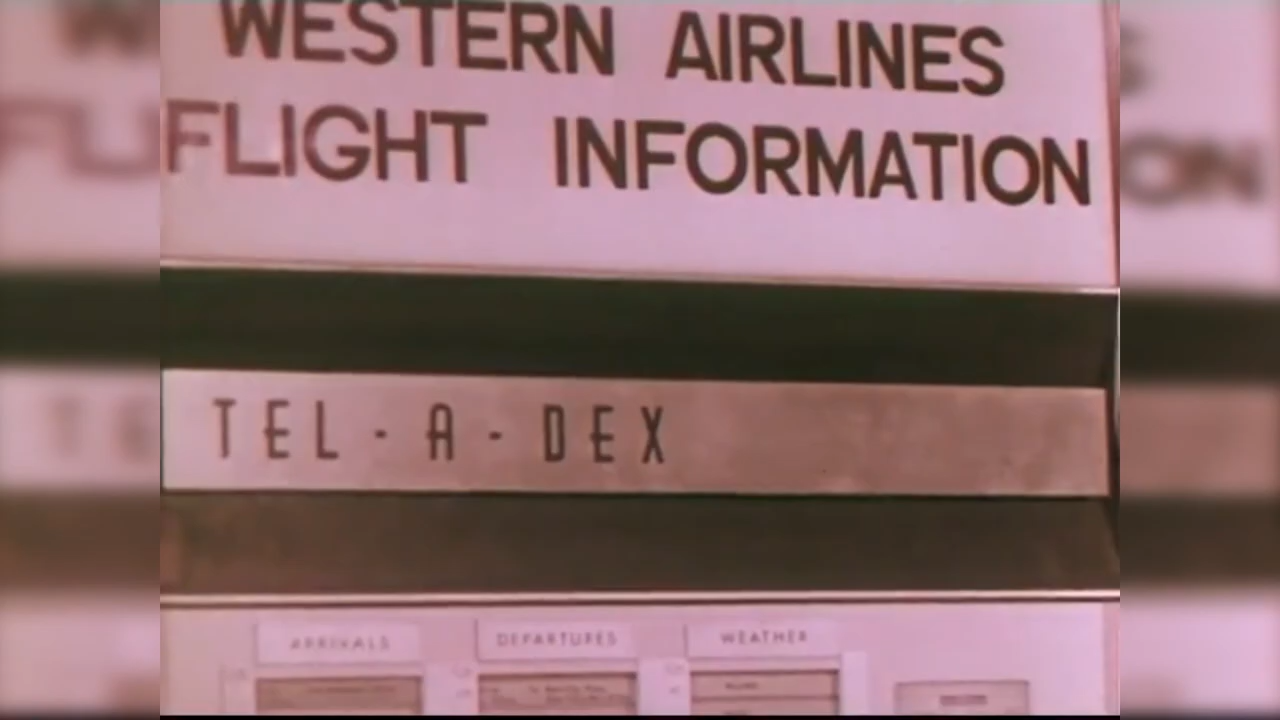 WESTERN AIRLINES
FLIGHT INFORMATION
TEL-A-DEX
ARRIVALS DEPARTURES WEATHER